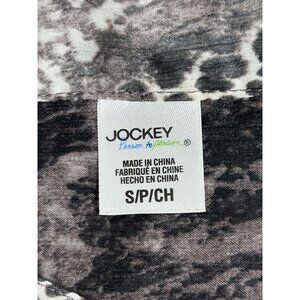 JOCKEY
Person to person®
MADE IN CHINA
FABRIQUÉ EN CHINE
HECHO EN CHINA
S/P/CH